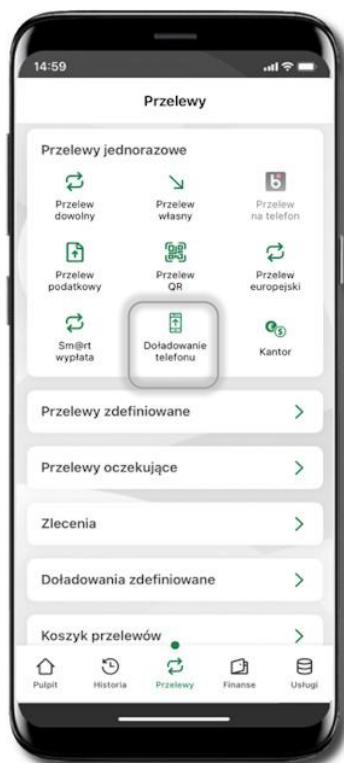 14:59
Przelewy
Przelewy jednorazowe
Przelew
dowolny
Przelew
własny
Przelew
na telefon
Przelew
podatkowy
Przelew
QR
Przelew
europejski
Sm@rt
wypłata
Doładowanie
telefonu
Kantor
Przelewy zdefiniowane
Przelewy oczekujące
Zlecenia
Doładowania zdefiniowane
Koszyk przelewów
Pulpit
Historia
Przelewy
Finanse
Usługi